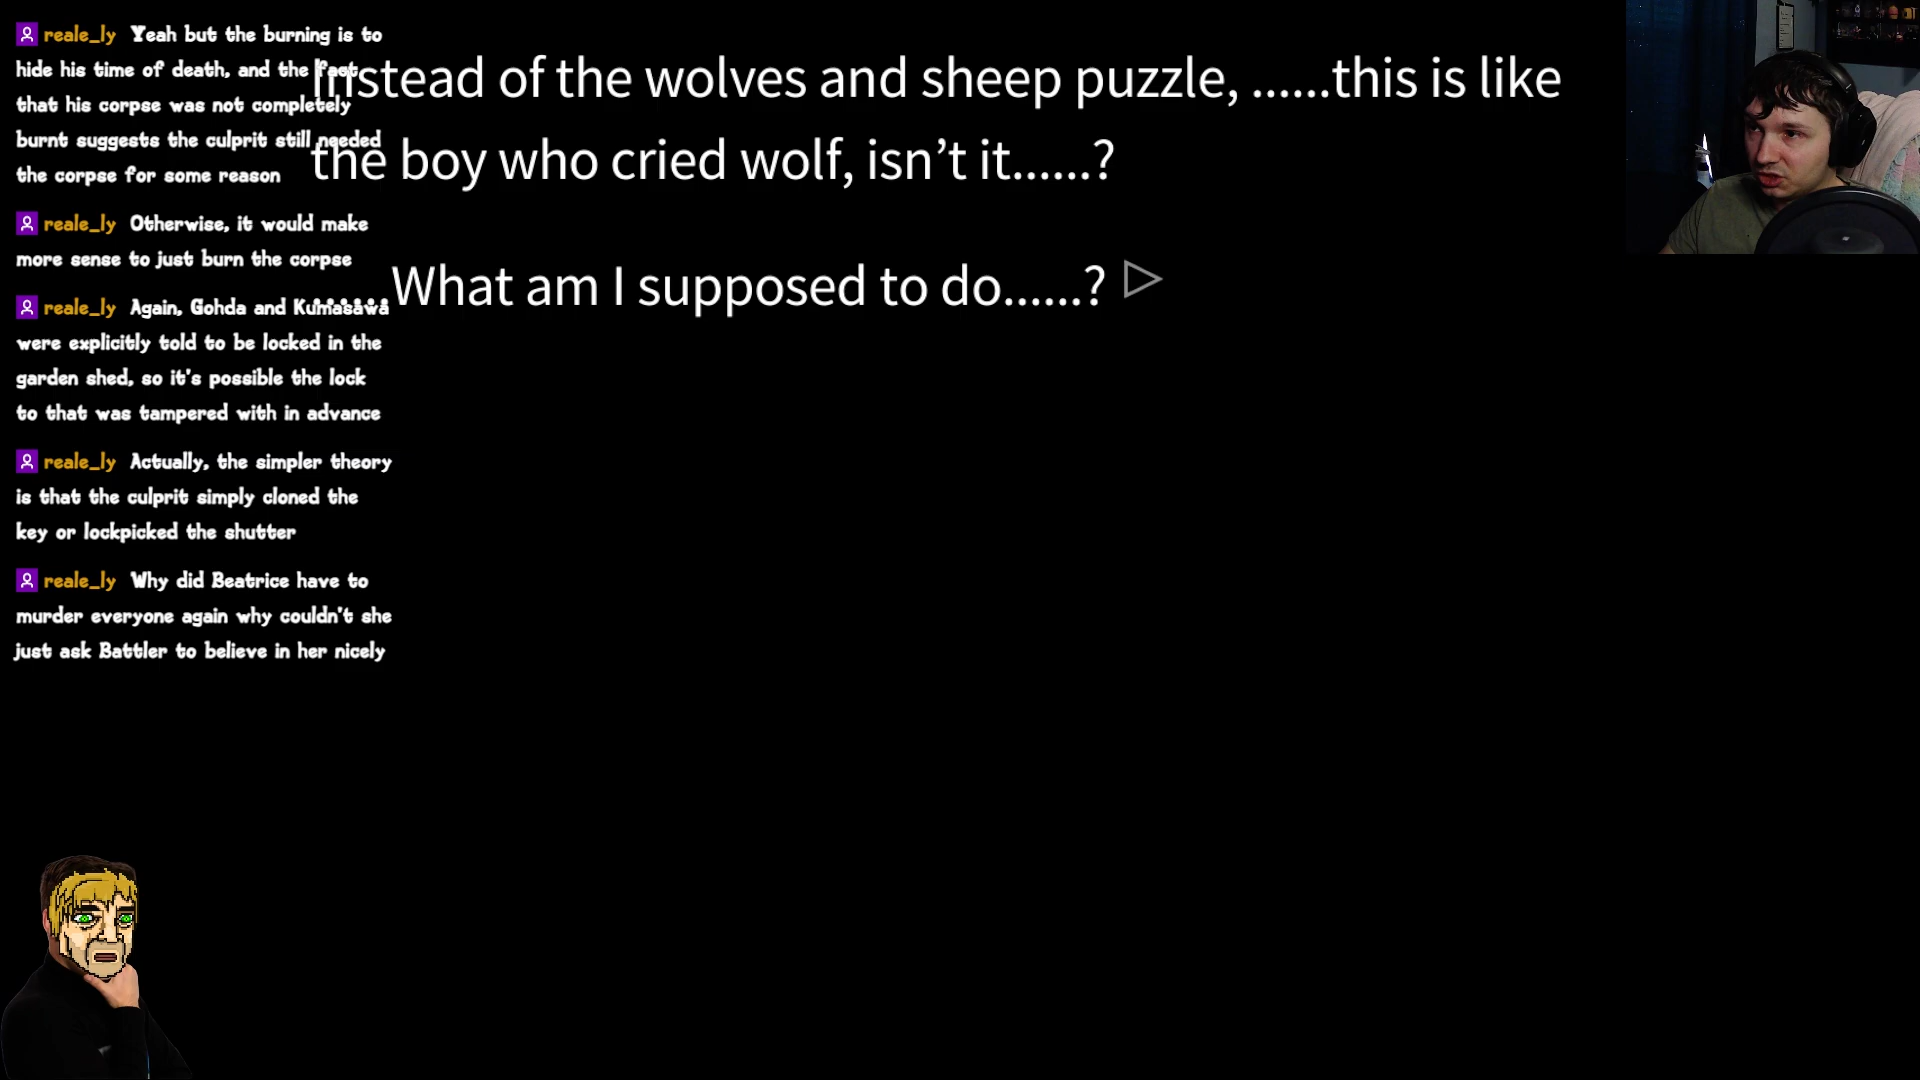 reale_ly Yeah but the burning is to
hide his time of death, and the fact
that his corpse was not completely
burnt suggests the culprit still needed
the corpse for some reason
reale_ly Otherwise, it would make
more sense to just burn the corpse
reale_ly Again, Gohda and Kumasawa
were explicitly told to be locked in the
garden shed, so it's possible the lock
to that was tampered with in advance
reale_ly Actually, the simpler theory
is that the culprit simply cloned the
key or lockpicked the shutter
reale_ly Why did Beatrice have to
murder everyone again why couldn't she
just ask Battler to believe in her nicely
Instead of the wolves and sheep puzzle, ......this is like
the boy who cried wolf, isn’t it......?
What am I supposed to do......?